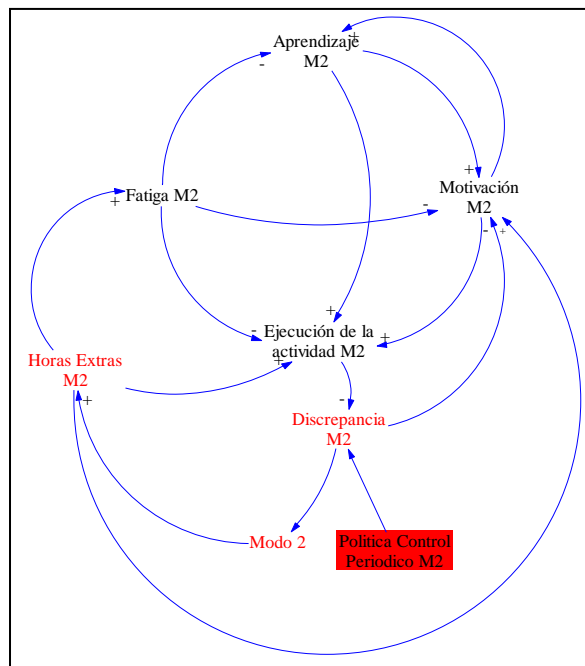 Aprendizaje
M2
+
-
+
Fatiga M2
+
Motivación
M2
-
-
+
+
Ejecución de la
actividad M2
-
+
+
Horas Extras
M2
+
-
Discrepancia
M2
Modo 2
Politica Control
Periodico M2